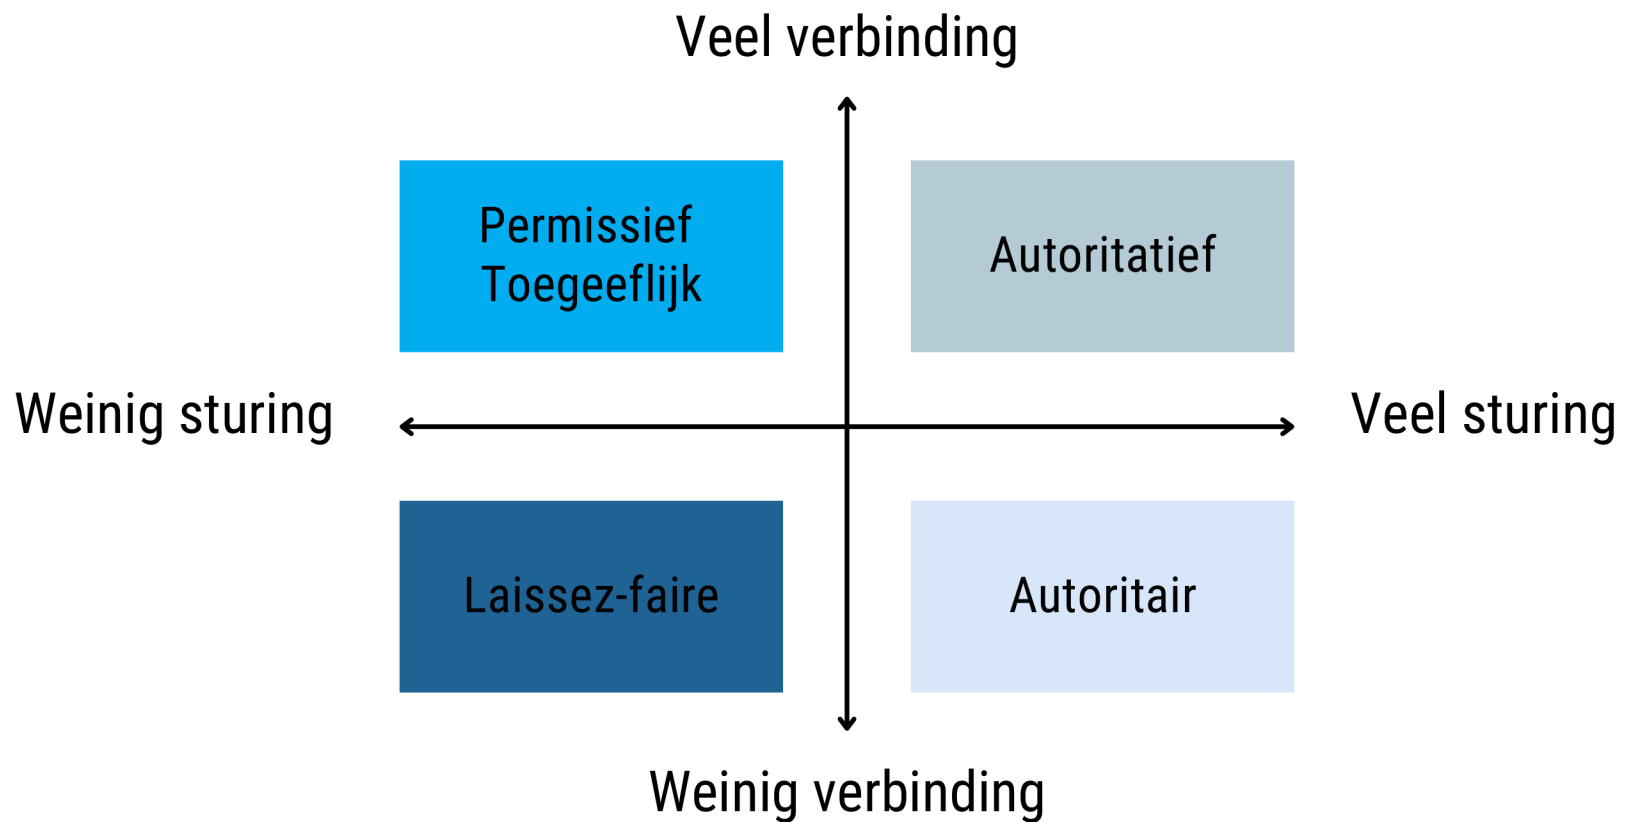 Veel verbinding
Permissief
Toegeeflijk
Autoritatief
Weinig sturing
Veel sturing
Laissez-faire
Autoritair
Weinig verbinding